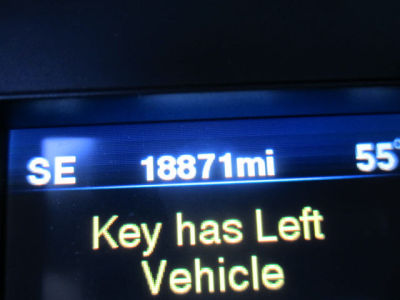 SE 18871mi 55°
Key has Left
Vehicle